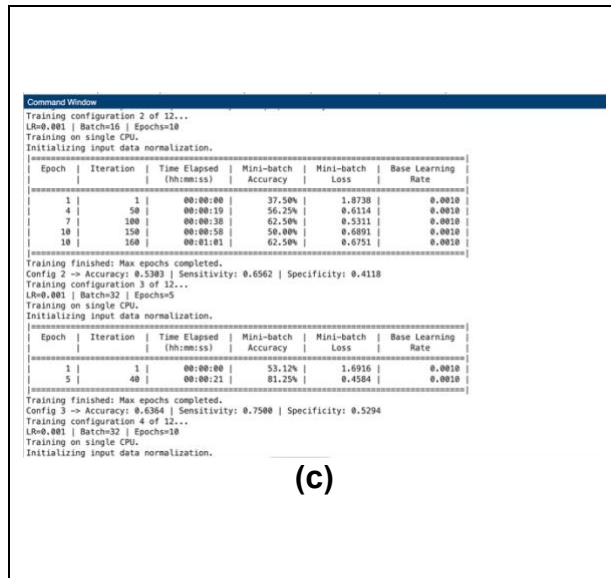 Command Window
Training configuration 2 of 12...
LR=0.001 | Batch=16 | Epochs=10
Training on single CPU.
Initializing input data normalization.
|========================================================================================|
|  Epoch  |  Iteration  |  Time Elapsed  |  Mini-batch  |  Mini-batch  |  Base Learning  |
|         |             |   (hh:mm:ss)   |   Accuracy   |     Loss     |      Rate       |
|========================================================================================|
|       1 |           1 |       00:00:00 |       37.50% |       1.8738 |          0.0010 |
|       4 |          50 |       00:00:19 |       56.25% |       0.6114 |          0.0010 |
|       7 |         100 |       00:00:38 |       62.50% |       0.5311 |          0.0010 |
|      10 |         150 |       00:00:58 |       50.00% |       0.6891 |          0.0010 |
|      10 |         160 |       00:01:01 |       62.50% |       0.6751 |          0.0010 |
|========================================================================================|
Training finished: Max epochs completed.
Config 2 -> Accuracy: 0.5303 | Sensitivity: 0.6562 | Specificity: 0.4118
Training configuration 3 of 12...
LR=0.001 | Batch=32 | Epochs=5
Training on single CPU.
Initializing input data normalization.
|========================================================================================|
|  Epoch  |  Iteration  |  Time Elapsed  |  Mini-batch  |  Mini-batch  |  Base Learning  |
|         |             |   (hh:mm:ss)   |   Accuracy   |     Loss     |      Rate       |
|========================================================================================|
|       1 |           1 |       00:00:00 |       53.12% |       1.6916 |          0.0010 |
|       5 |          40 |       00:00:21 |       81.25% |       0.4584 |          0.0010 |
|========================================================================================|
Training finished: Max epochs completed.
Config 3 -> Accuracy: 0.6364 | Sensitivity: 0.7500 | Specificity: 0.5294
Training configuration 4 of 12...
LR=0.001 | Batch=32 | Epochs=10
Training on single CPU.
Initializing input data normalization.
(c)